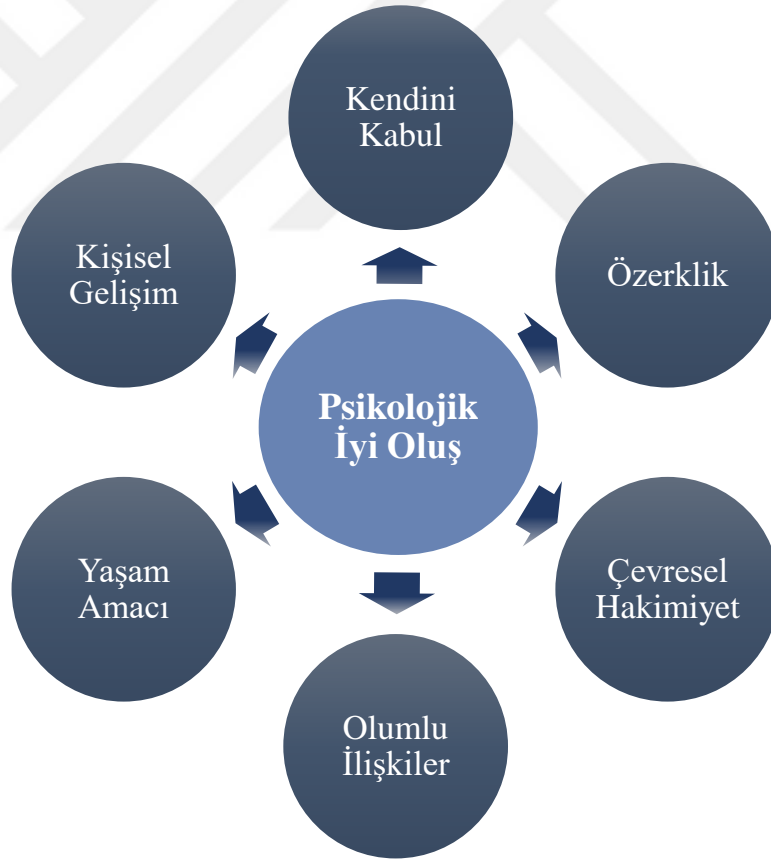 Kendini
Kabul
Kişisel
Gelişim
Özerklik
Psikolojik
İyi Oluş
Yaşam
Amacı
Çevresel
Hakimiyet
Olumlu
İlişkiler